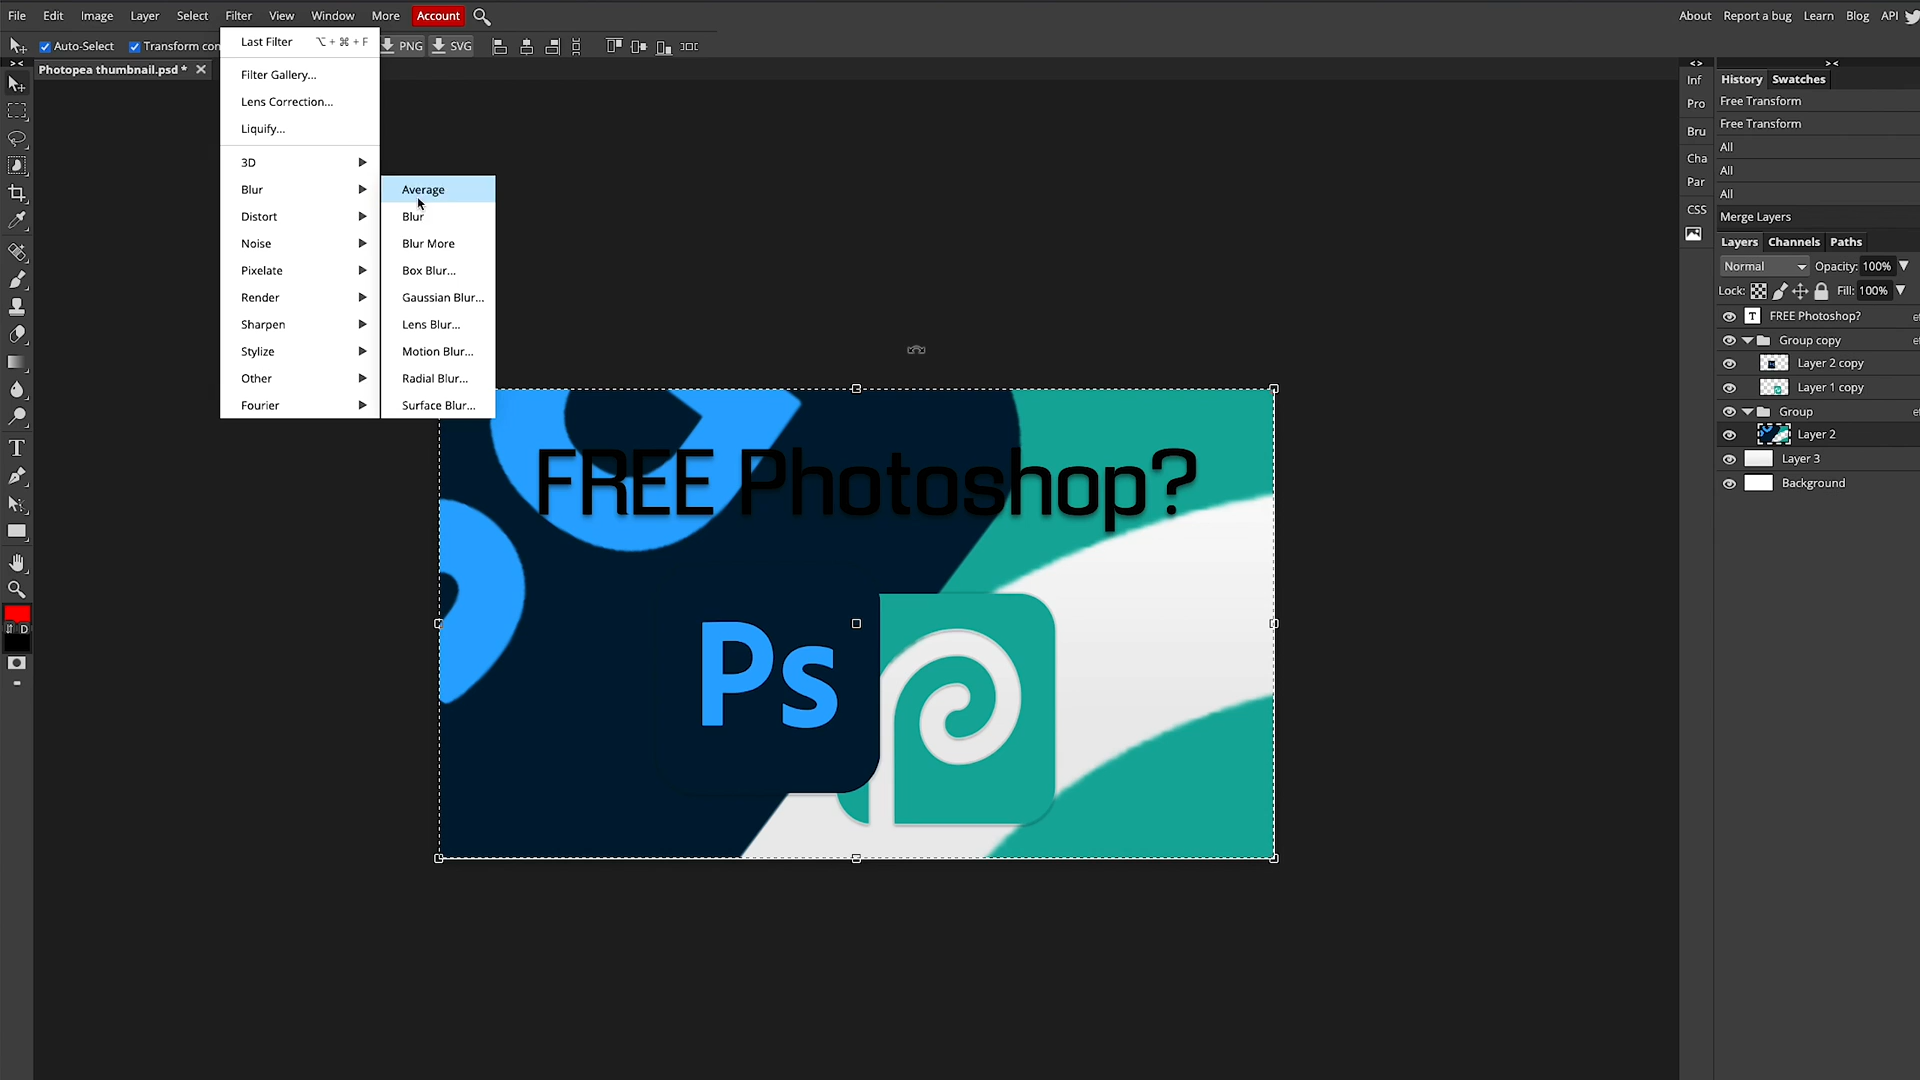 File Edit Image Layer Select Filter View Window More Account About Report a bug Learn Blog API
Auto-Select Transform con PNG SVG
Photopea thumbnail.psd *
Last Filter ⌥ + ⌘ + F
Filter Gallery...
Lens Correction...
Liquify...
3D
Blur
Distort
Noise
Pixelate
Render
Sharpen
Stylize
Other
Fourier
Average
Blur
Blur More
Box Blur...
Gaussian Blur...
Lens Blur...
Motion Blur...
Radial Blur...
Surface Blur...
FREE Photoshop?
Ps
D
Inf
Pro
Bru
Cha
Par
CSS
History Swatches
Free Transform
Free Transform
All
All
All
Merge Layers
Layers Channels Paths
Normal Opacity: 100%
Lock: Fill: 100%
T FREE Photoshop? ef
Group copy ef
Layer 2 copy
Layer 1 copy
Group ef
Layer 2
Layer 3
Background